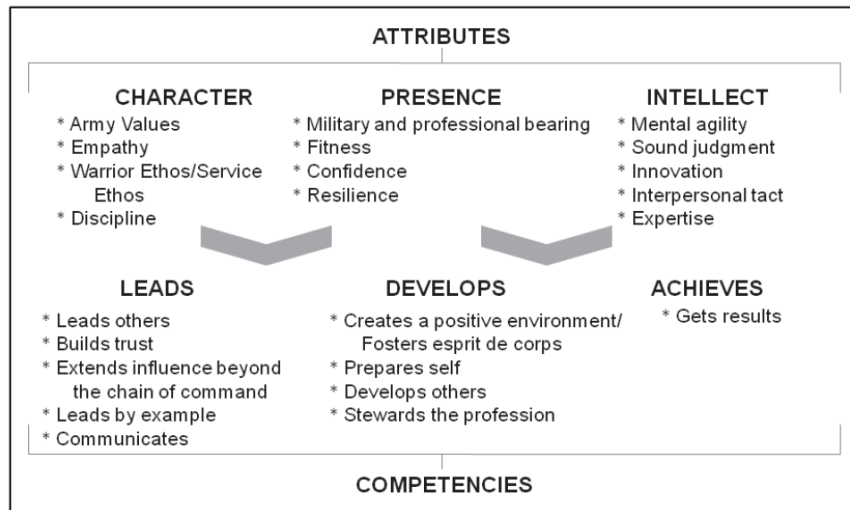 ATTRIBUTES
CHARACTER
* Army Values
* Empathy
* Warrior Ethos/Service
Ethos
* Discipline
PRESENCE
* Military and professional bearing
* Fitness
* Confidence
* Resilience
INTELLECT
* Mental agility
* Sound judgment
* Innovation
* Interpersonal tact
* Expertise
LEADS
* Leads others
* Builds trust
* Extends influence beyond
the chain of command
* Leads by example
* Communicates
DEVELOPS
* Creates a positive environment/
Fosters esprit de corps
* Prepares self
* Develops others
* Stewards the profession
ACHIEVES
* Gets results
COMPETENCIES